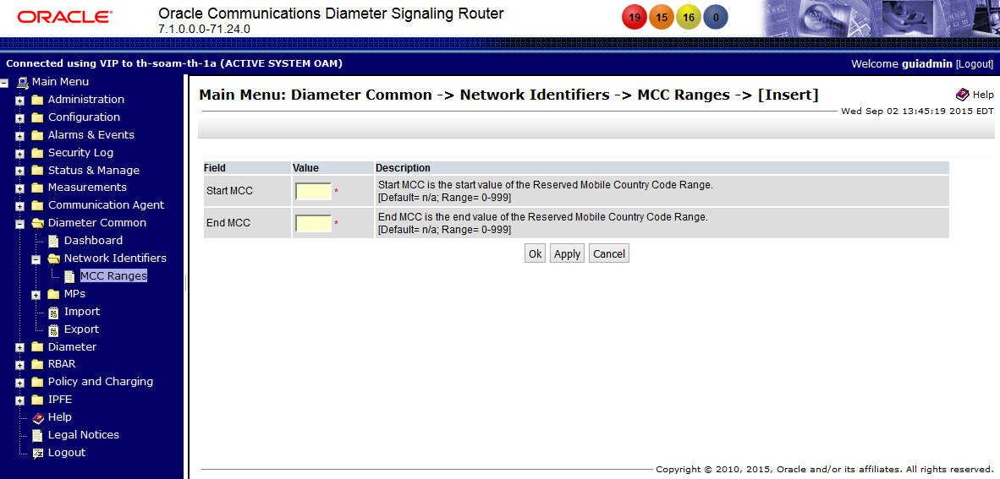 ORACLE®
Oracle Communications Diameter Signaling Router
7.1.0.0.0-71.24.0
19 15 16 0
Connected using VIP to th-soam-th-1a (ACTIVE SYSTEM OAM)
Welcome guiadmin [Logout]
Main Menu
Administration
Configuration
Alarms & Events
Security Log
Status & Manage
Measurements
Communication Agent
Diameter Common
Dashboard
Network Identifiers
MCC Ranges
MPs
Import
Export
Diameter
RBAR
Policy and Charging
IPFE
Help
Legal Notices
Logout
Main Menu: Diameter Common -> Network Identifiers -> MCC Ranges -> [Insert]
Help
Wed Sep 02 13:45:19 2015 EDT
Field Value Description
Start MCC * Start MCC is the start value of the Reserved Mobile Country Code Range.
[Default= n/a; Range= 0-999]
End MCC * End MCC is the end value of the Reserved Mobile Country Code Range.
[Default= n/a; Range= 0-999]
Ok Apply Cancel
Copyright © 2010, 2015, Oracle and/or its affiliates. All rights reserved.